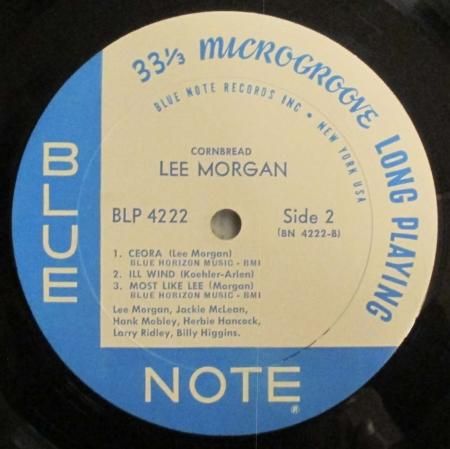 33⅓ MICROGROOVE LONG PLAYING
BLUE NOTE RECORDS INC • NEW YORK USA
CORNBREAD
LEE MORGAN
BLP 4222 Side 2
(BN 4222-B)
1. CEORA (Lee Morgan)
BLUE HORIZON MUSIC - BMI
2. ILL WIND (Koehler-Arlen)
3. MOST LIKE LEE (Morgan)
BLUE HORIZON MUSIC - BMI
Lee Morgan, Jackie McLean,
Hank Mobley, Herbie Hancock,
Larry Ridley, Billy Higgins.
BLUE
NOTE®